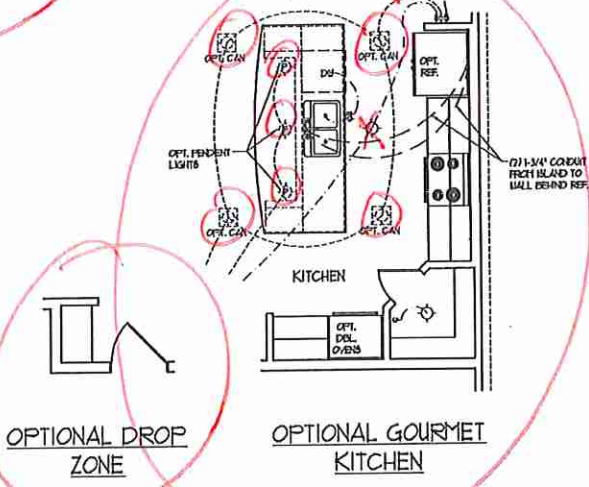 OPT. CAN
OPT. CAN
OPT.
REF.
DW
OPT. PENDENT
LIGHTS
(2) 1-3/4" CONDUIT
FROM ISLAND TO
WALL BEHIND REF.
OPT. CAN
OPT. CAN
KITCHEN
OPT.
DBL.
OVENS
OPTIONAL DROP
ZONE
OPTIONAL GOURMET
KITCHEN